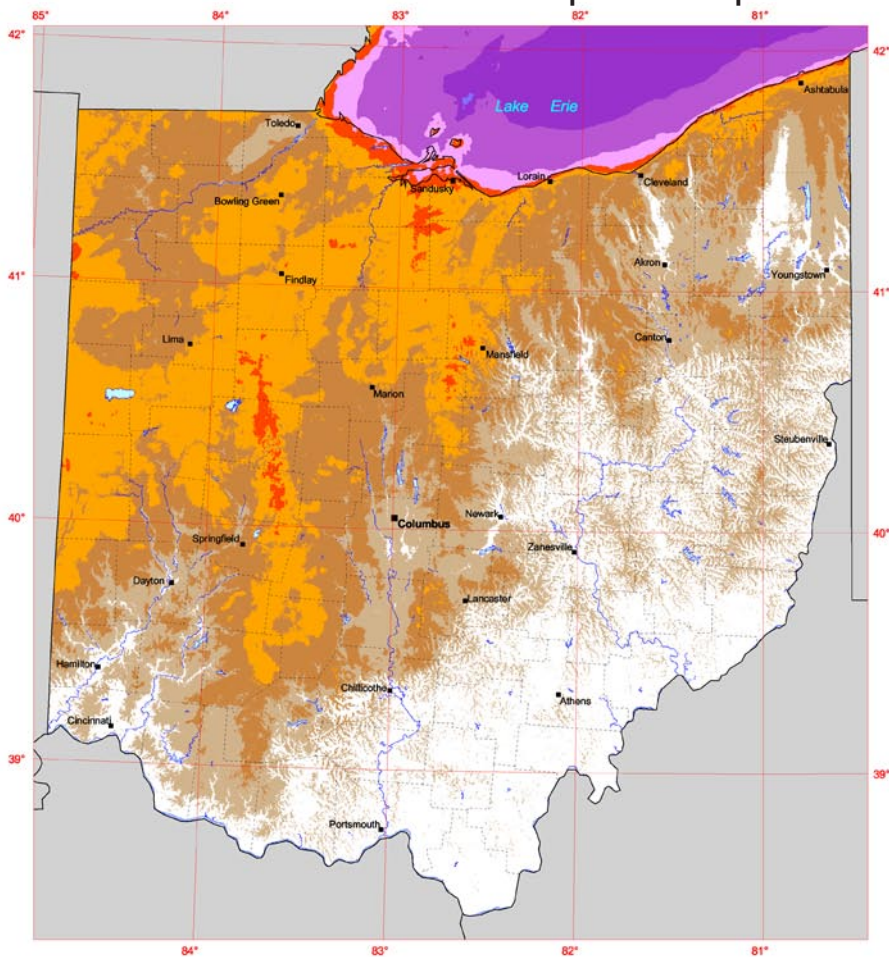 85°
84°
83°
82°
81°
42°
42°
Lake Erie
Ashtabula
Toledo
Lorain
Cleveland
Sandusky
Bowling Green
Akron
Youngstown
41°
41°
Findlay
Lima
Canton
Mansfield
Marion
Steubenville
40°
Newark
Columbus
40°
Springfield
Zanesville
Dayton
Lancaster
Hamilton
Chillicothe
Athens
Cincinnati
39°
39°
Portsmouth
84°
83°
82°
81°